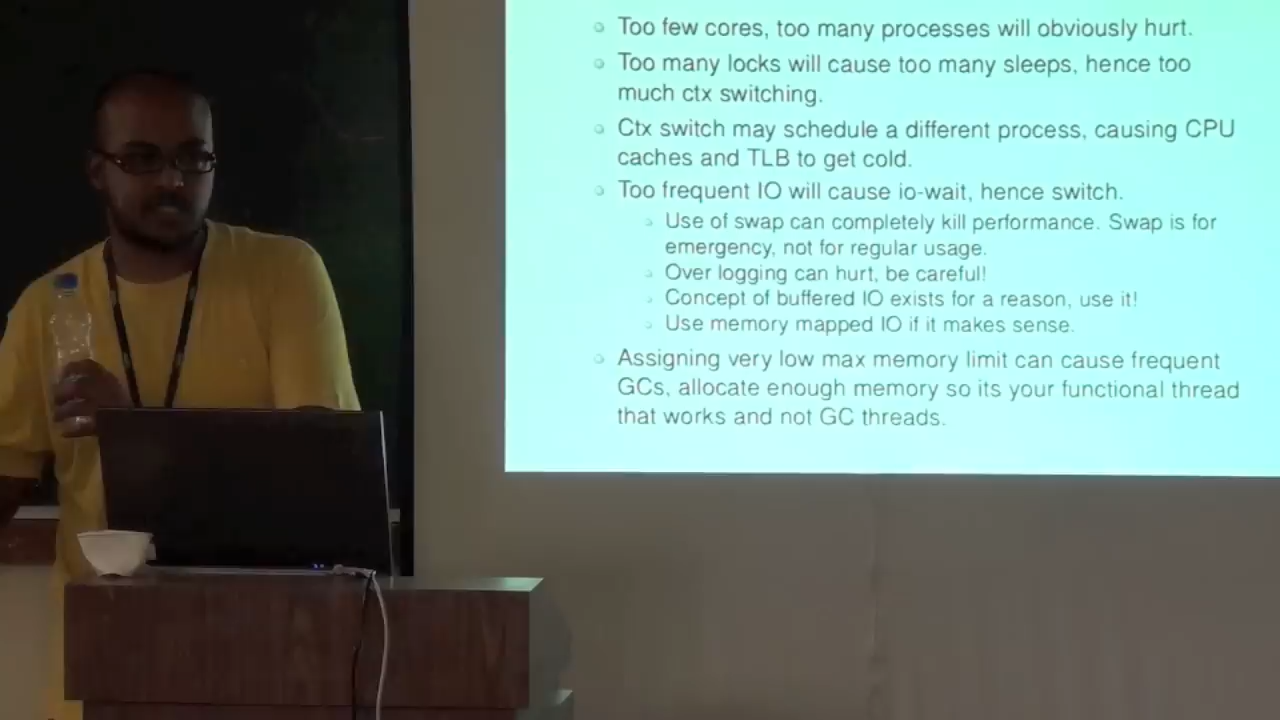 Too few cores, too many processes will obviously hurt.
Too many locks will cause too many sleeps, hence too
much ctx switching.
Ctx switch may schedule a different process, causing CPU
caches and TLB to get cold.
Too frequent IO will cause io-wait, hence switch.
Use of swap can completely kill performance. Swap is for
emergency, not for regular usage.
Over logging can hurt, be careful!
Concept of buffered IO exists for a reason, use it!
Use memory mapped IO if it makes sense.
Assigning very low max memory limit can cause frequent
GCs, allocate enough memory so its your functional thread
that works and not GC threads.